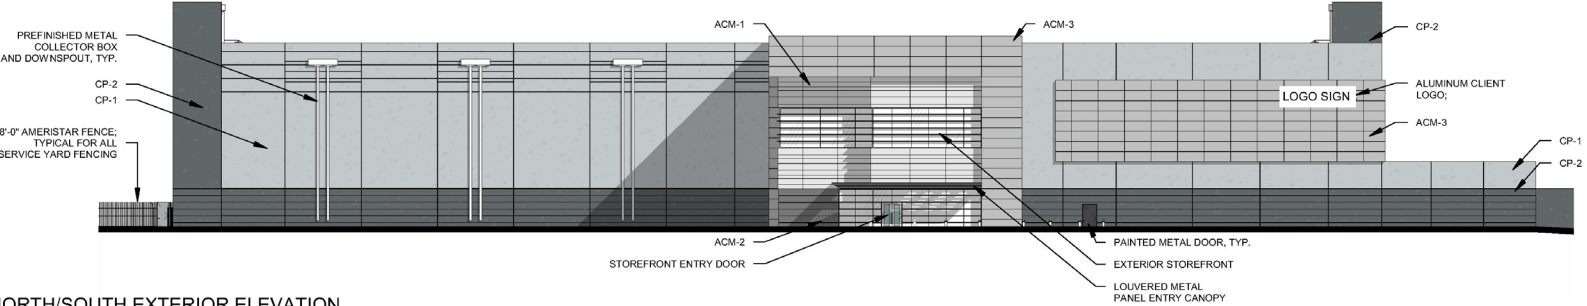 PREFINISHED METAL
COLLECTOR BOX
AND DOWNSPOUT, TYP.
CP-2
CP-1
8'-0" AMERISTAR FENCE;
TYPICAL FOR ALL
SERVICE YARD FENCING
ACM-1
ACM-3
CP-2
LOGO SIGN
ALUMINUM CLIENT
LOGO;
ACM-3
CP-1
CP-2
ACM-2
STOREFRONT ENTRY DOOR
PAINTED METAL DOOR, TYP.
EXTERIOR STOREFRONT
LOUVERED METAL
PANEL ENTRY CANOPY
NORTH/SOUTH EXTERIOR ELEVATION